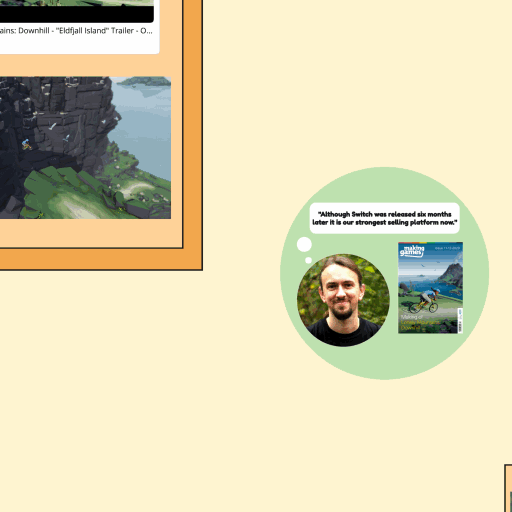 ains: Downhill - "Eldfjall Island" Trailer - O...
"Although Switch was released six months
later it is our strongest selling platform now."
making
games